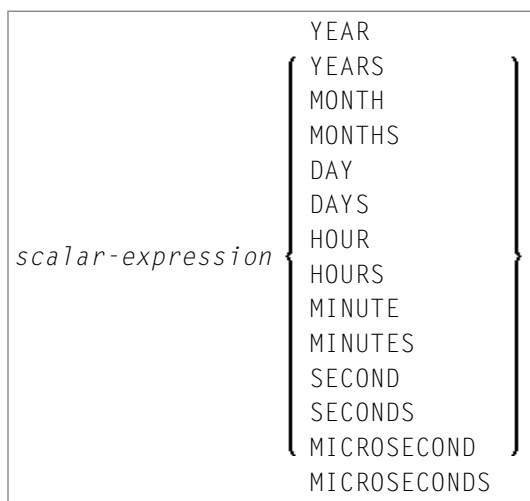 YEAR
YEARS
MONTH
MONTHS
DAY
DAYS
HOUR
scalar-expression
HOURS
MINUTE
MINUTES
SECOND
SECONDS
MICROSECOND
MICROSECONDS